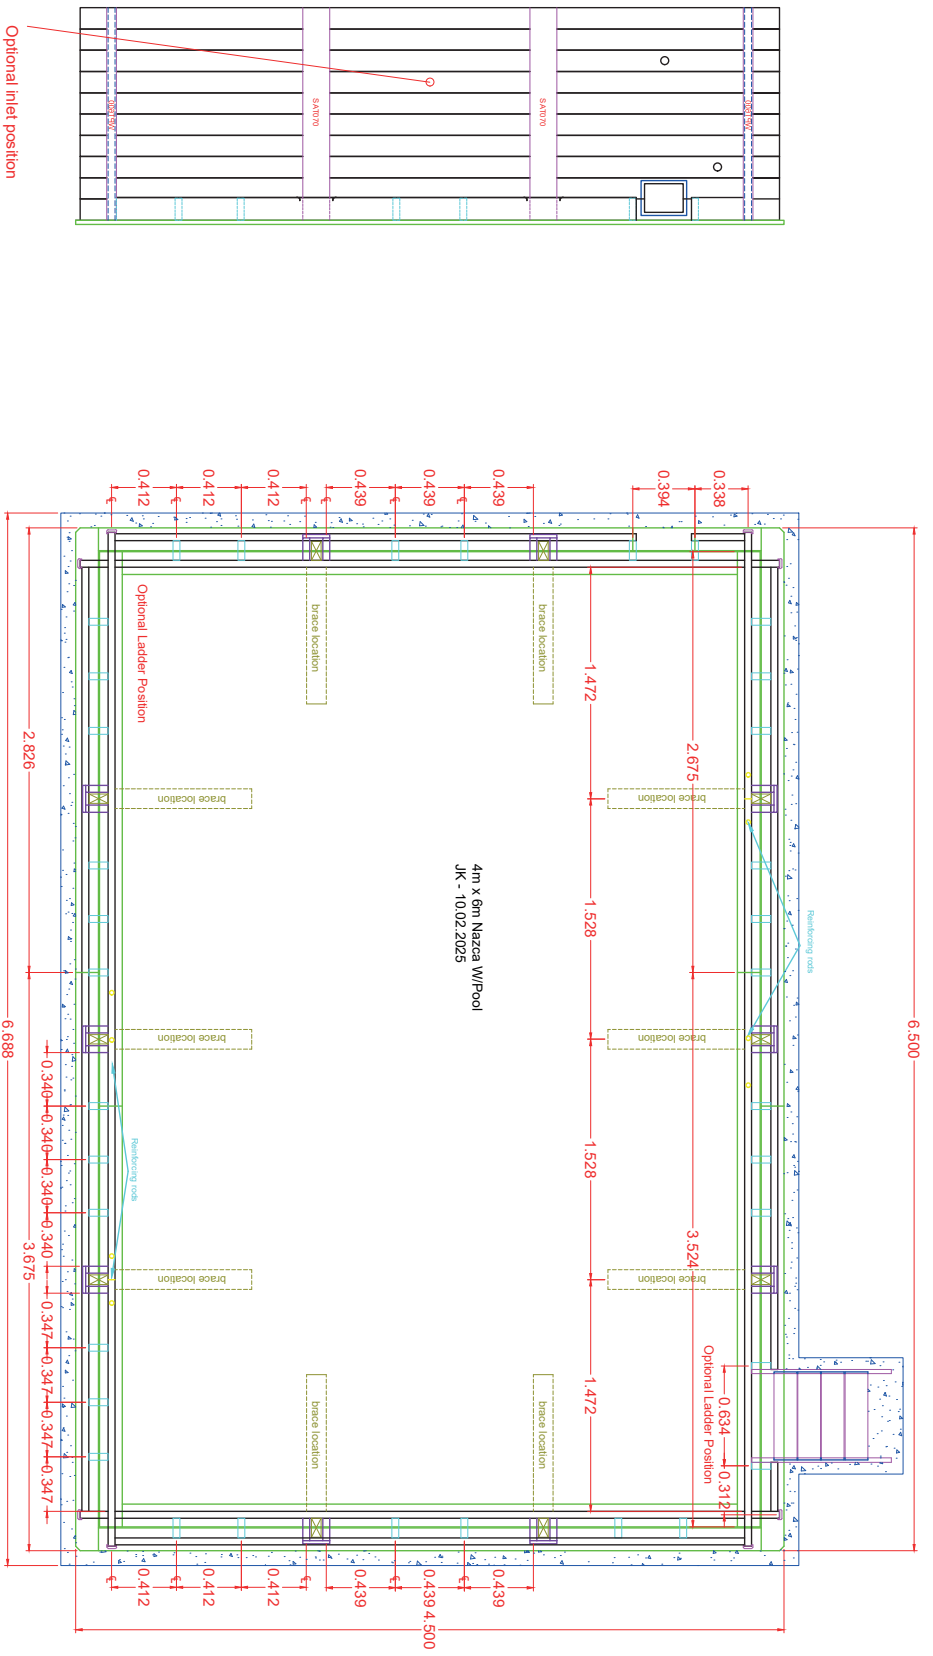 Optional inlet position
SAT070
SAT070
0.412
0.412
0.412
0.439
0.439
0.439
0.394
0.338
6.500
Optional Ladder Position
brace location
brace location
1.472
2.675
2.826
brace location
brace location
1.528
4m x 6m Nazca W/Pool
JK - 10.02.2025
Reinforcing rods
6.688
brace location
brace location
0.340
0.340
0.340
0.340
3.675
Reinforcing rods
1.528
3.524
brace location
brace location
0.347
0.347
0.347
0.347
brace location
brace location
1.472
Optional Ladder Position
0.634
0.312
0.412
0.412
0.412
0.439
0.439
0.439
4.500